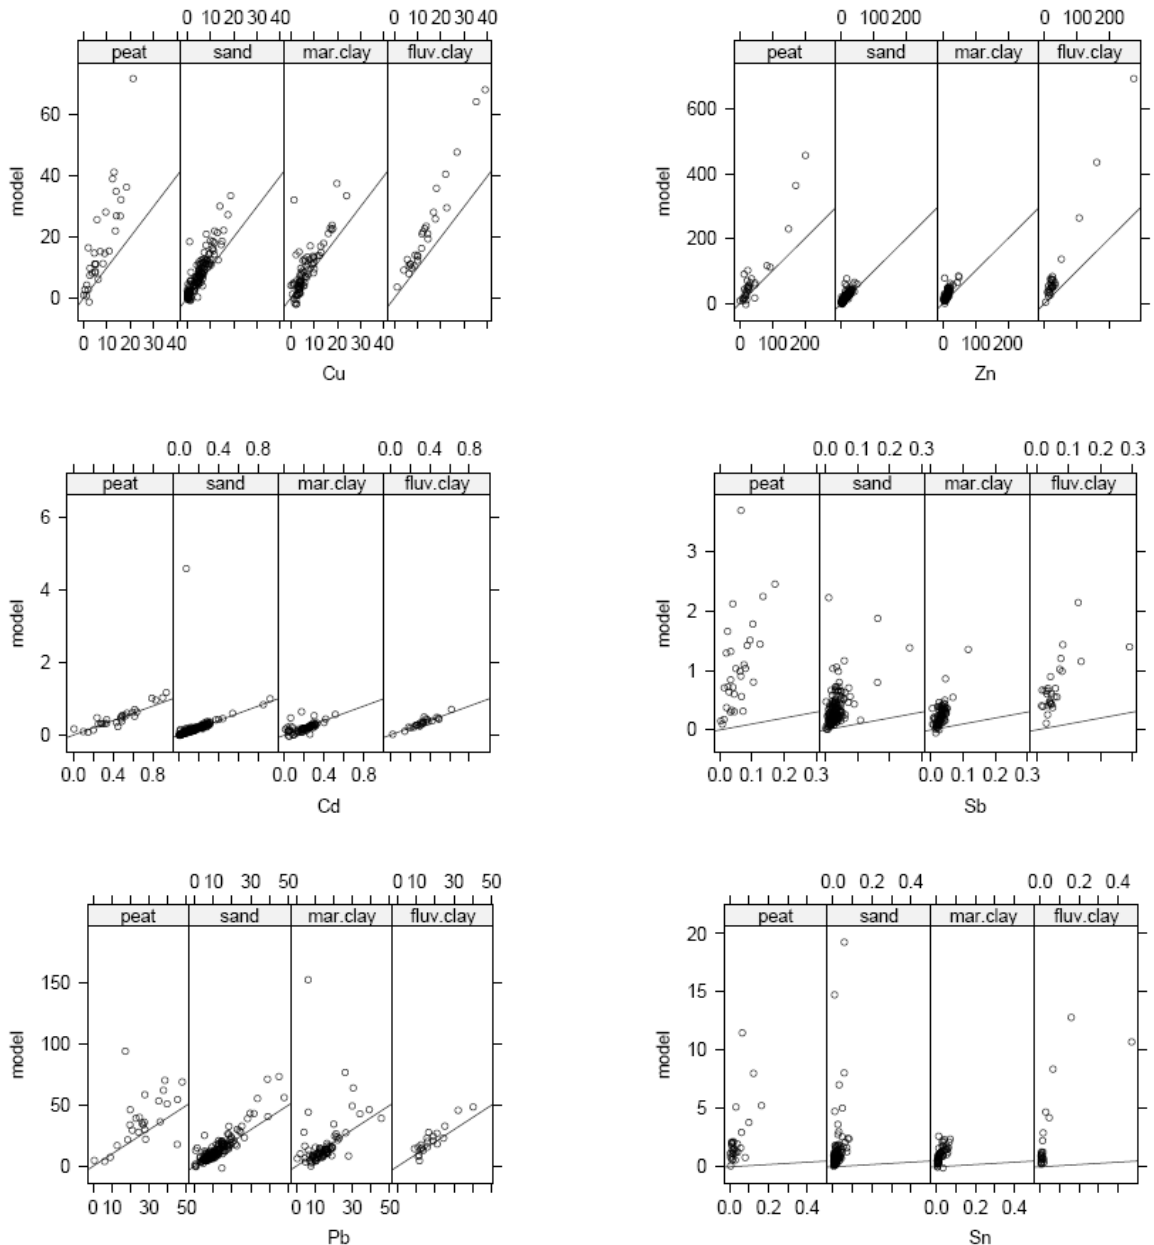 0 10 20 30 40 0 10 20 30 40
peat sand mar.clay fluv.clay
60
40
20
0
model
0 10 20 30 40 0 10 20 30 40
Cu
0 100 200 0 100 200
peat sand mar.clay fluv.clay
600
400
200
0
model
0 100 200 0 100 200
Zn
0.0 0.4 0.8 0.0 0.4 0.8
peat sand mar.clay fluv.clay
6
4
2
0
model
0.0 0.4 0.8 0.0 0.4 0.8
Cd
0.0 0.1 0.2 0.3 0.0 0.1 0.2 0.3
peat sand mar.clay fluv.clay
3
2
1
0
model
0.0 0.1 0.2 0.3 0.0 0.1 0.2 0.3
Sb
0 10 30 50 0 10 30 50
peat sand mar.clay fluv.clay
150
100
50
0
model
0 10 30 50 0 10 30 50
Pb
0.0 0.2 0.4 0.0 0.2 0.4
peat sand mar.clay fluv.clay
20
15
10
5
0
model
0.0 0.2 0.4 0.0 0.2 0.4
Sn